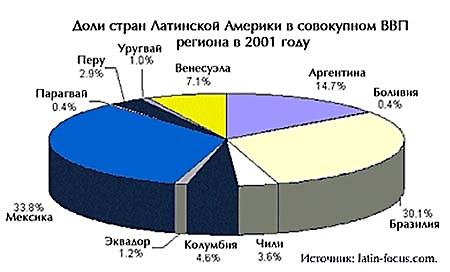 Доли стран Латинской Америки в совокупном ВВП
региона в 2001 году
Уругвай
1.0%
Перу
2.9%
Венесуэла
7.1%
Аргентина
14.7%
Парагвай
0.4%
Боливия
0.4%
33.8%
Мексика
30.1%
Бразилия
Эквадор
1.2%
Колумбия
4.6%
Чили
3.6%
Источник: latin-focus.com.